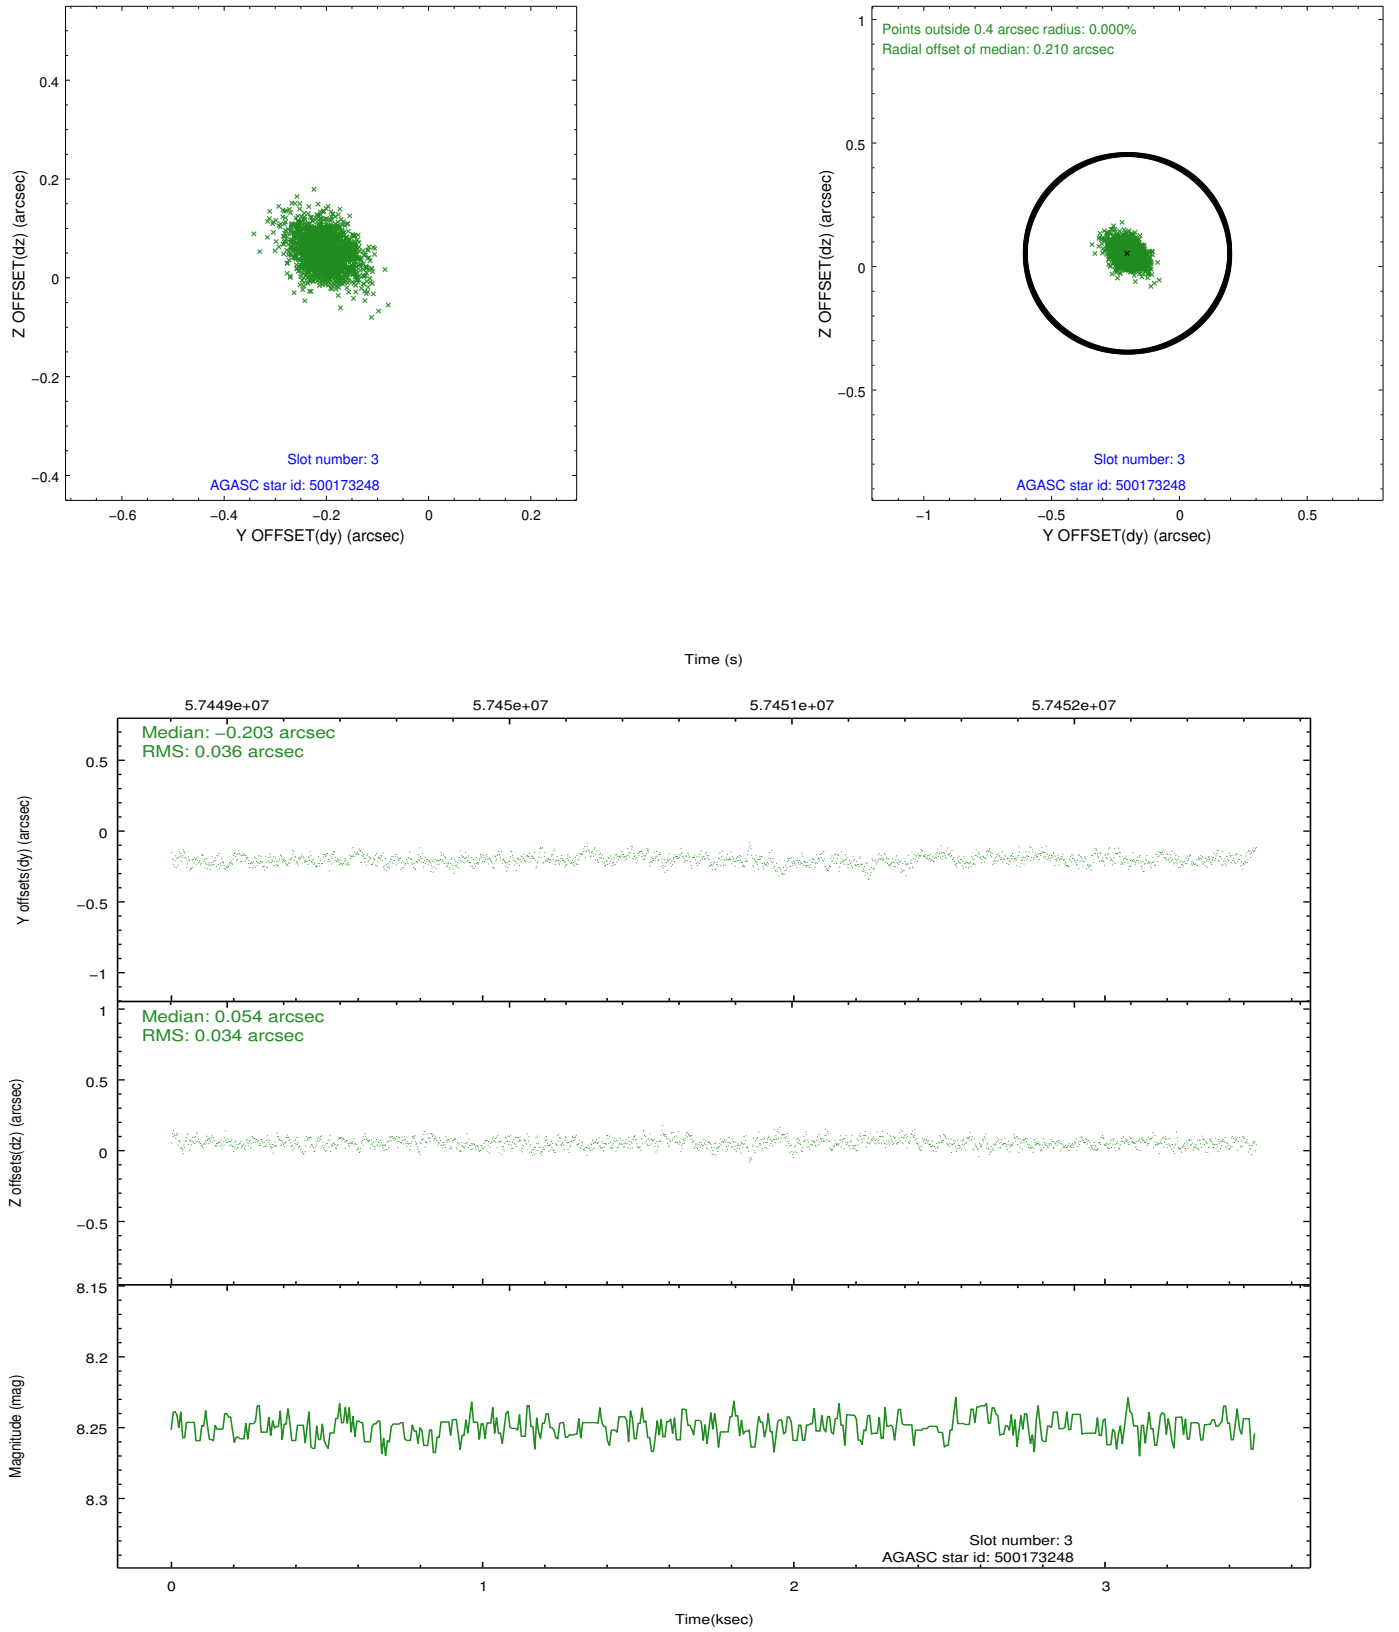 0.4
0.2
0
−0.2
−0.4
Z OFFSET(dz) (arcsec)
Slot number: 3
AGASC star id: 500173248
−0.6
−0.4
−0.2
0
0.2
Y OFFSET(dy) (arcsec)
Points outside 0.4 arcsec radius: 0.000%
Radial offset of median: 0.210 arcsec
1
0.5
0
−0.5
Z OFFSET(dz) (arcsec)
Slot number: 3
AGASC star id: 500173248
−1
−0.5
0
0.5
Y OFFSET(dy) (arcsec)
Time (s)
5.7449e+07
5.745e+07
5.7451e+07
5.7452e+07
Median: −0.203 arcsec
RMS: 0.036 arcsec
0.5
0
−0.5
−1
Y offsets(dy) (arcsec)
Median: 0.054 arcsec
RMS: 0.034 arcsec
1
0.5
0
−0.5
Z offsets(dz) (arcsec)
8.15
8.2
8.25
8.3
Magnitude (mag)
Slot number: 3
AGASC star id: 500173248
0
1
2
3
Time(ksec)